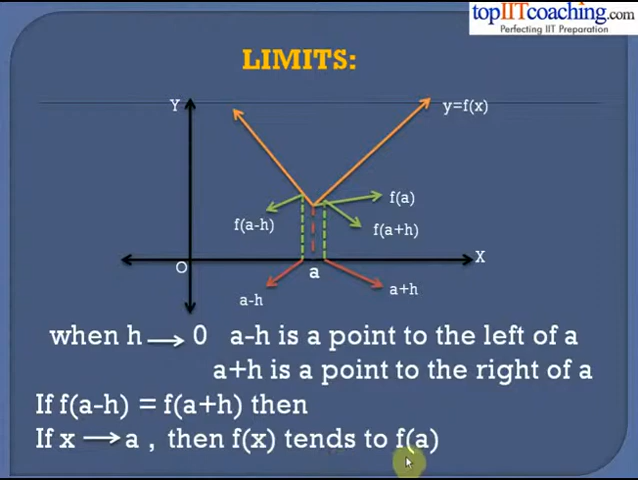 topIITcoaching.com
Perfecting IIT Preparation
LIMITS:
Y
y=f(x)
f(a)
f(a-h)
f(a+h)
O
a
X
a-h
a+h
when h → 0 a-h is a point to the left of a
a+h is a point to the right of a
If f(a-h) = f(a+h) then
If x → a , then f(x) tends to f(a)